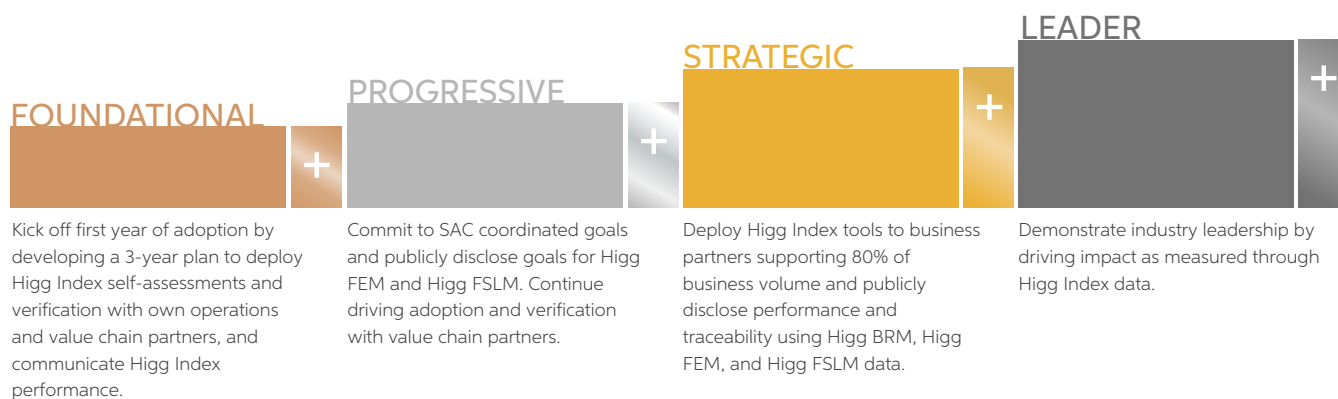 FOUNDATIONAL
+
Kick off first year of adoption by
developing a 3-year plan to deploy
Higg Index self-assessments and
verification with own operations
and value chain partners, and
communicate Higg Index
performance.
PROGRESSIVE
+
Commit to SAC coordinated goals
and publicly disclose goals for Higg
FEM and Higg FSLM. Continue
driving adoption and verification
with value chain partners.
STRATEGIC
+
Deploy Higg Index tools to business
partners supporting 80% of
business volume and publicly
disclose performance and
traceability using Higg BRM, Higg
FEM, and Higg FSLM data.
LEADER
+
Demonstrate industry leadership by
driving impact as measured through
Higg Index data.